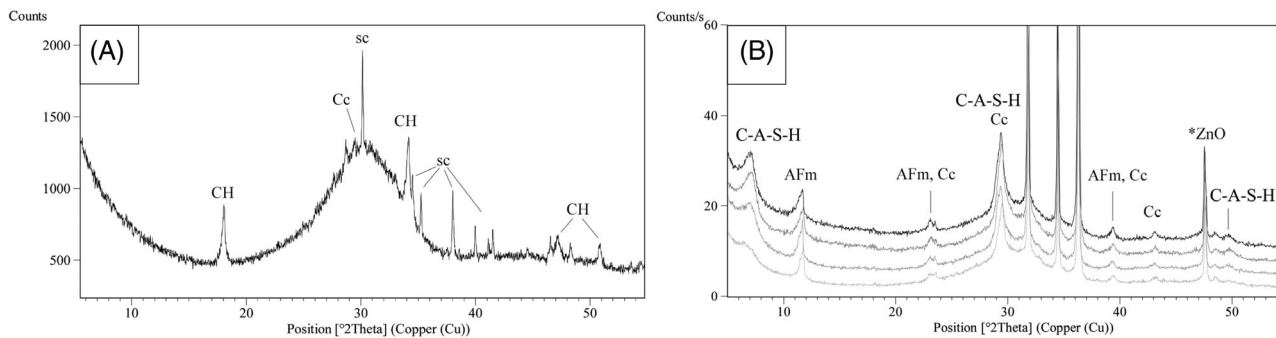 Counts
(A)
2000
1500
1000
500
sc
Cc
CH
sc
CH
CH
10 20 30 40 50
Position [°2Theta] (Copper (Cu))
Counts/s
(B)
60
40
20
0
C-A-S-H
Cc
C-A-S-H
*ZnO
AFm
AFm, Cc
AFm, Cc
C-A-S-H
Cc
10 20 30 40 50
Position [°2Theta] (Copper (Cu))